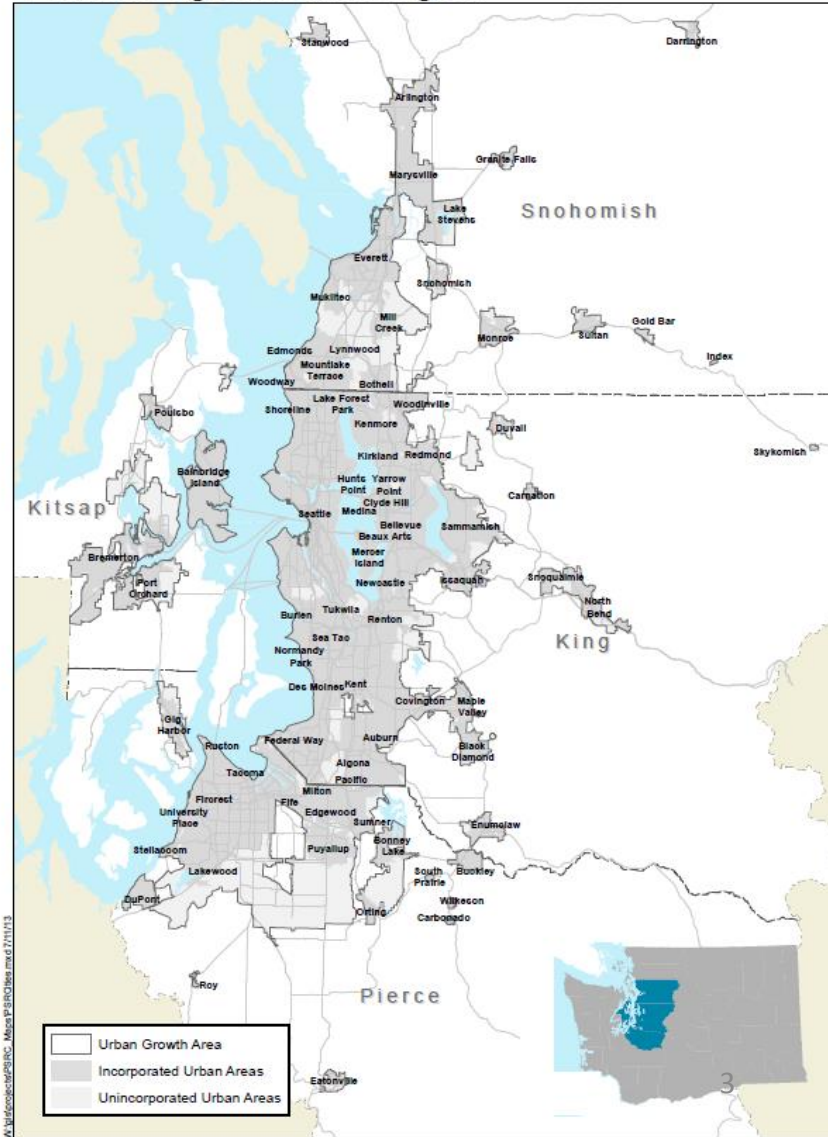 Stanwood
Darrington
Arlington
Granite Falls
Marysville
Lake
Stevens
Snohomish
Everett
Snohomish
Mukilteo
Mill
Creek
Monroe
Sultan
Gold Bar
Index
Edmonds
Lynnwood
Mountlake
Terrace
Woodway
Bothell
Shoreline
Lake Forest
Park
Woodinville
Kenmore
Duvall
Skykomish
Poulsbo
Kirkland
Redmond
Bainbridge
Island
Hunts
Point
Yarrow
Point
Clyde Hill
Carnation
Kitsap
Seattle
Medina
Bellevue
Sammamish
Beaux Arts
Bremerton
Mercer
Island
Port
Orchard
Newcastle
Issaquah
Snoqualmie
North
Bend
Burien
Tukwila
Renton
King
Sea Tac
Normandy
Park
Des Moines
Kent
Covington
Maple
Valley
Gig
Harbor
Ruston
Federal Way
Auburn
Black
Diamond
Tacoma
Algona
Pacific
Milton
Fircrest
Fife
Edgewood
University
Place
Sumner
Enumclaw
Puyallup
Bonney
Lake
Steilacoom
Lakewood
South
Prairie
Buckley
DuPont
Orting
Wilkeson
Carbonado
Roy
Pierce
Eatonville
Urban Growth Area
Incorporated Urban Areas
Unincorporated Urban Areas
3